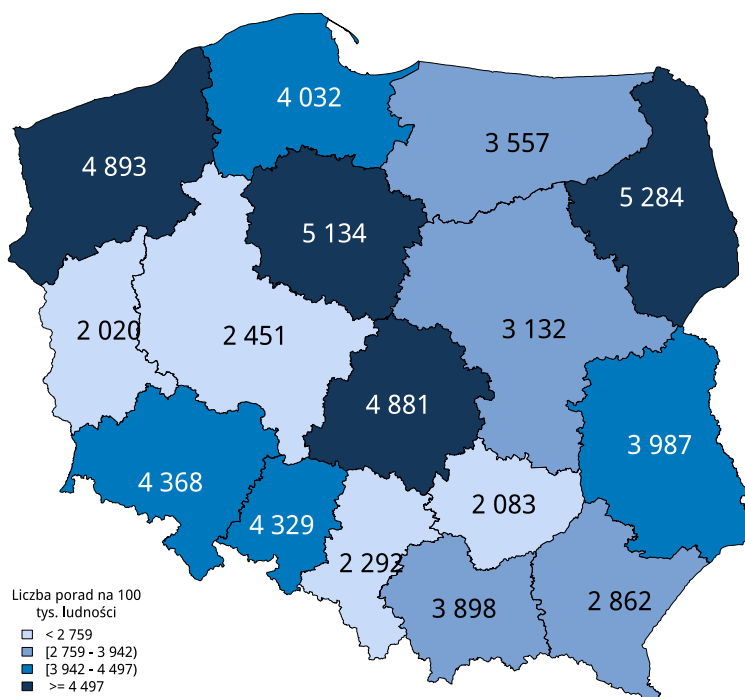 4 032
3 557
4 893
5 284
5 134
2 020
2 451
3 132
4 881
3 987
4 368
2 083
4 329
2 292
2 862
3 898
Liczba porad na 100
tys. ludności
< 2 759
[2 759 - 3 942)
[3 942 - 4 497)
>= 4 497